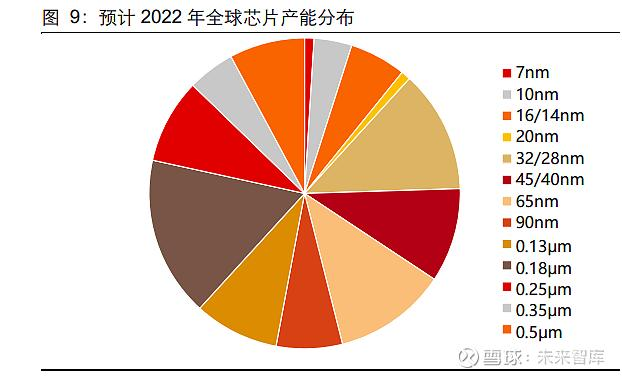 图 9：预计 2022 年全球芯片产能分布
7nm
10nm
16/14nm
20nm
32/28nm
45/40nm
65nm
90nm
0.13µm
0.18µm
0.25µm
0.35µm
0.5µm
雪球：未来智库